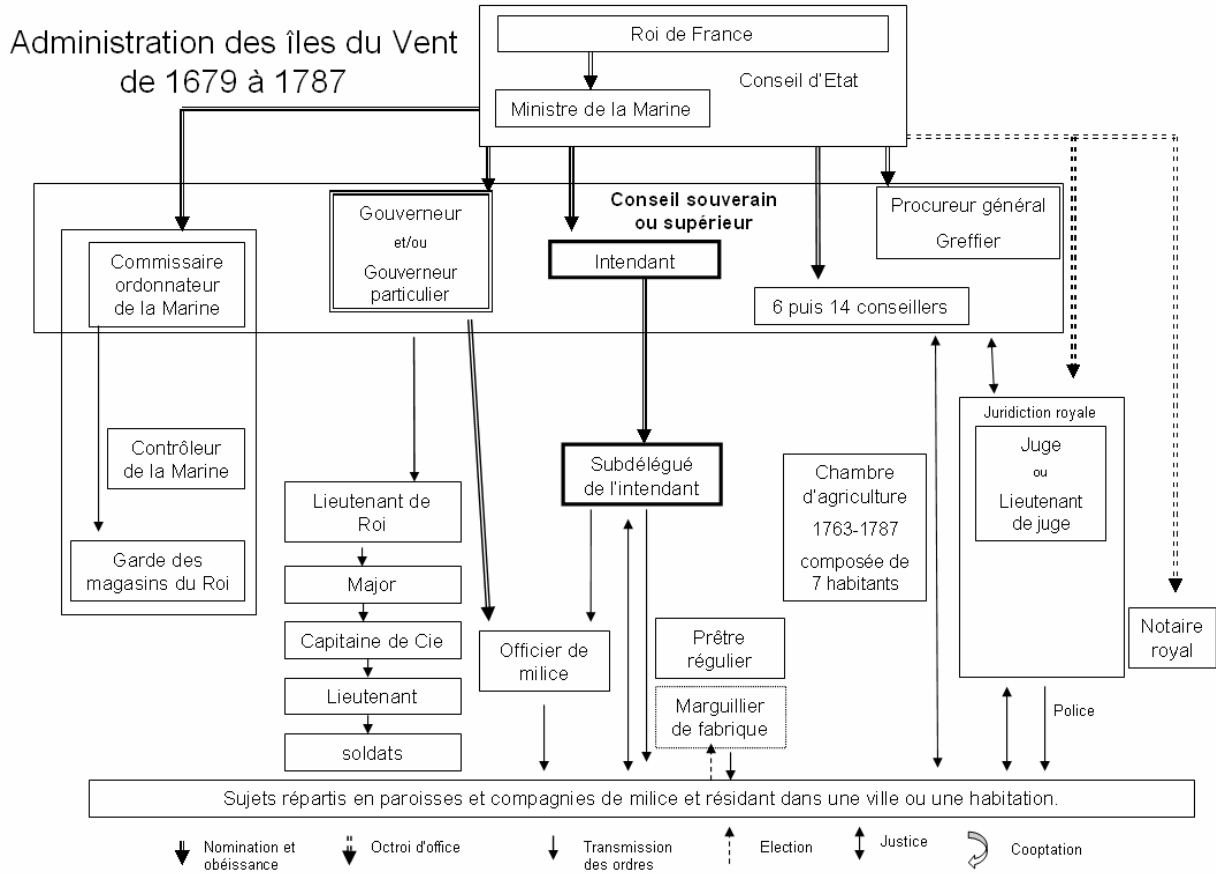 Administration des îles du Vent
de 1679 à 1787
Roi de France
Conseil d'Etat
Ministre de la Marine
Conseil souverain
ou supérieur
Gouverneur
et/ou
Gouverneur
particulier
Procureur général
Greffier
Commissaire
ordonnateur
de la Marine
Intendant
6 puis 14 conseillers
Contrôleur
de la Marine
Garde des
magasins du Roi
Lieutenant de
Roi
Major
Capitaine de Cie
Lieutenant
soldats
Subdélégué
de l'intendant
Officier de
milice
Prêtre
régulier
Marguillier
de fabrique
Chambre
d'agriculture
1763-1787
composée de
7 habitants
Juridiction royale
Juge
ou
Lieutenant
de juge
Notaire
royal
Police
Sujets répartis en paroisses et compagnies de milice et résidant dans une ville ou une habitation.
Nomination et
obéissance
Octroi d'office
Transmission
des ordres
Election
Justice
Cooptation